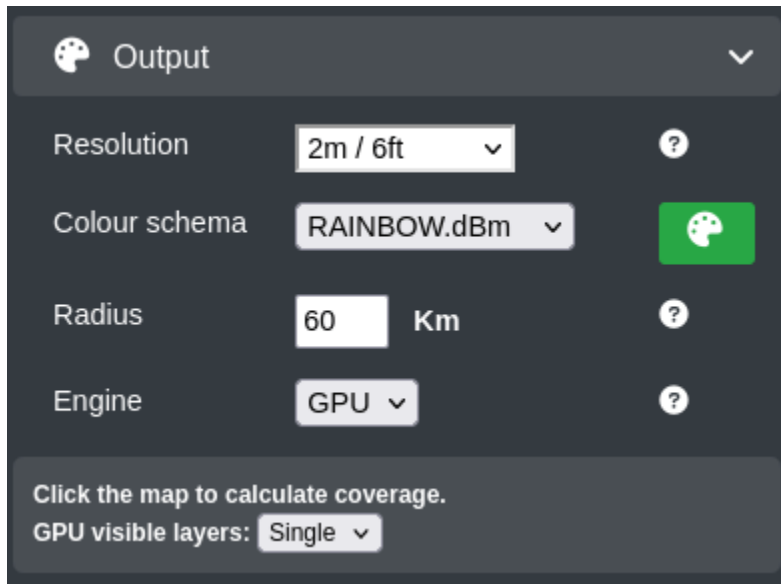 Output
Resolution 2m / 6ft ?
Colour schema RAINBOW.dBm
Radius 60 Km ?
Engine GPU ?
Click the map to calculate coverage.
GPU visible layers: Single